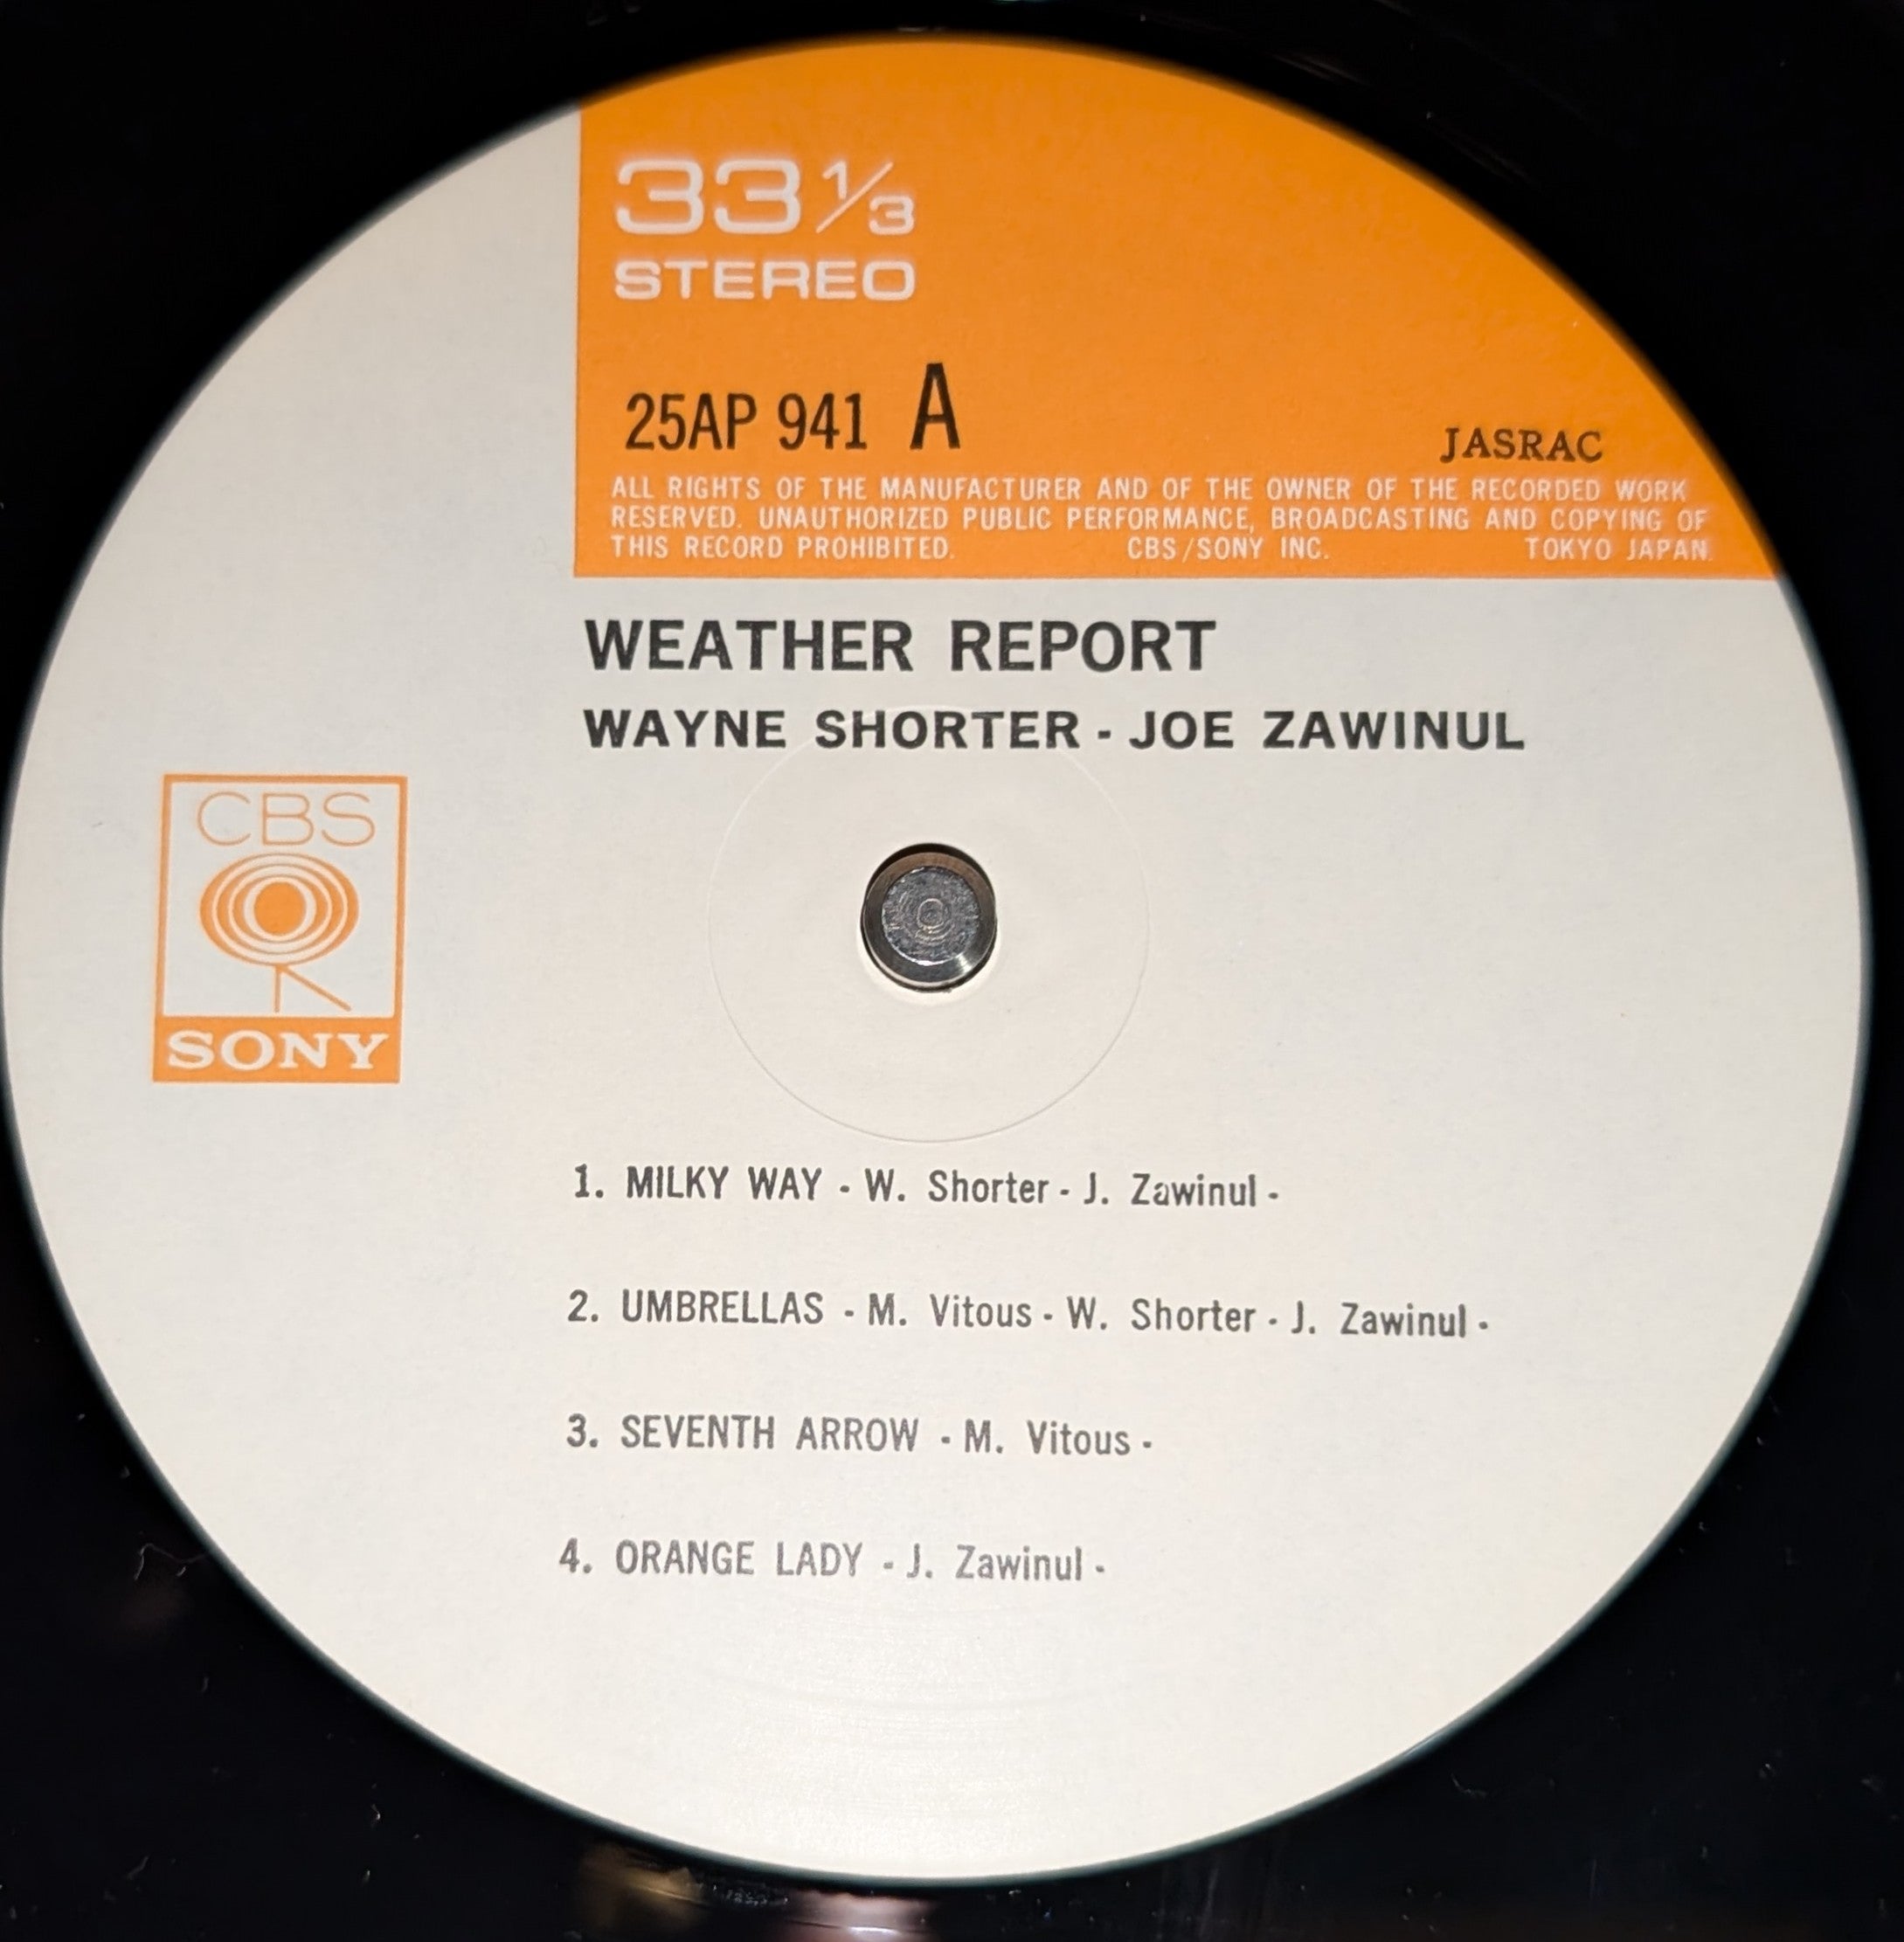 33 1/3
STEREO
25AP 941 A
JASRAC
ALL RIGHTS OF THE MANUFACTURER AND OF THE OWNER OF THE RECORDED WORK
RESERVED. UNAUTHORIZED PUBLIC PERFORMANCE, BROADCASTING AND COPYING OF
THIS RECORD PROHIBITED. CBS/SONY INC. TOKYO JAPAN.
WEATHER REPORT
WAYNE SHORTER - JOE ZAWINUL
CBS
SONY
1. MILKY WAY - W. Shorter - J. Zawinul -
2. UMBRELLAS - M. Vitous - W. Shorter - J. Zawinul -
3. SEVENTH ARROW - M. Vitous -
4. ORANGE LADY - J. Zawinul -